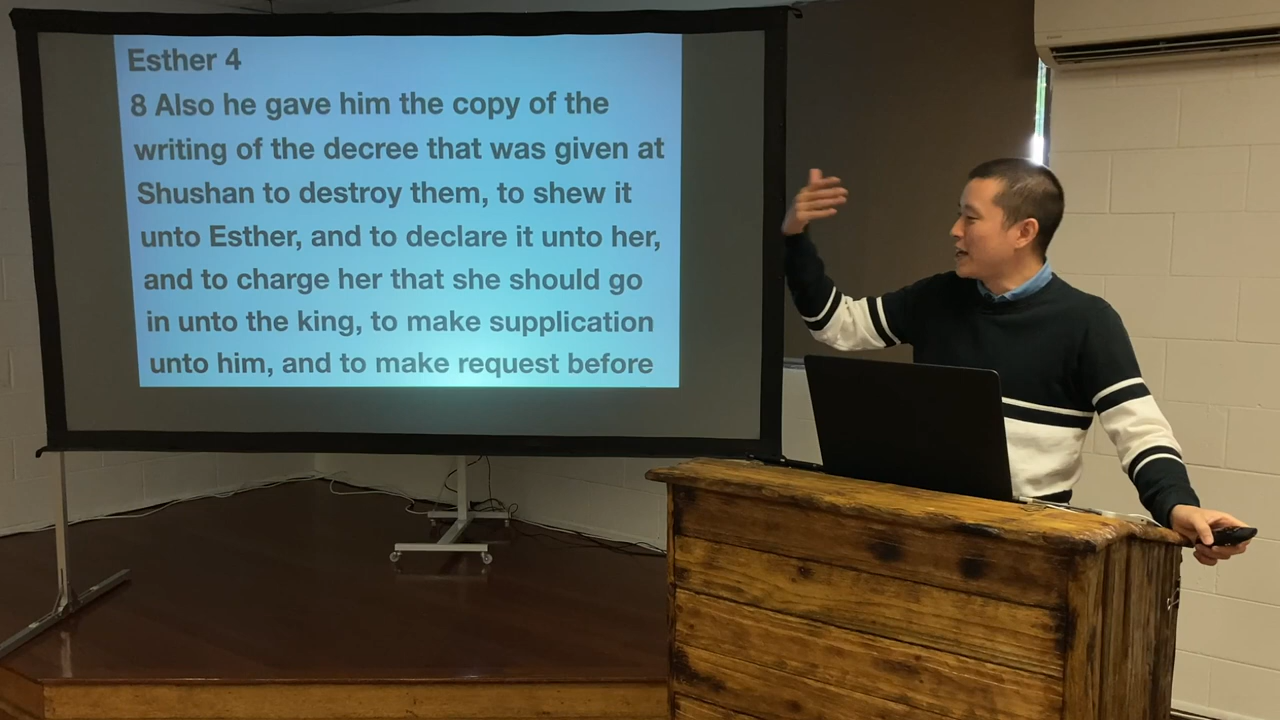 Esther 4
8 Also he gave him the copy of the
writing of the decree that was given at
Shushan to destroy them, to shew it
unto Esther, and to declare it unto her,
and to charge her that she should go
in unto the king, to make supplication
unto him, and to make request before